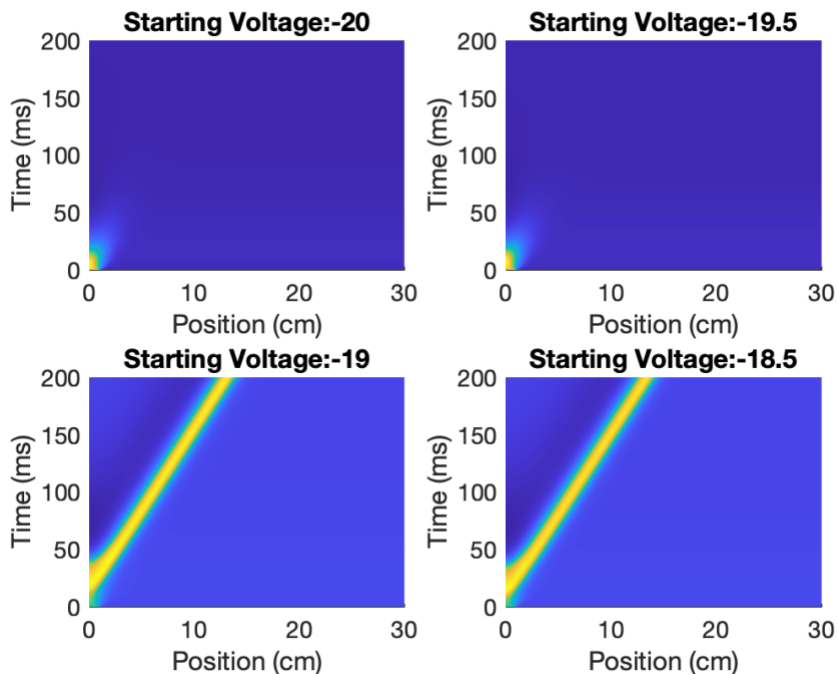 Starting Voltage:-20
200
150
100
50
0
Time (ms)
0 10 20 30
Position (cm)
Starting Voltage:-19.5
200
150
100
50
0
Time (ms)
0 10 20 30
Position (cm)
Starting Voltage:-19
200
150
100
50
0
Time (ms)
0 10 20 30
Position (cm)
Starting Voltage:-18.5
200
150
100
50
0
Time (ms)
0 10 20 30
Position (cm)